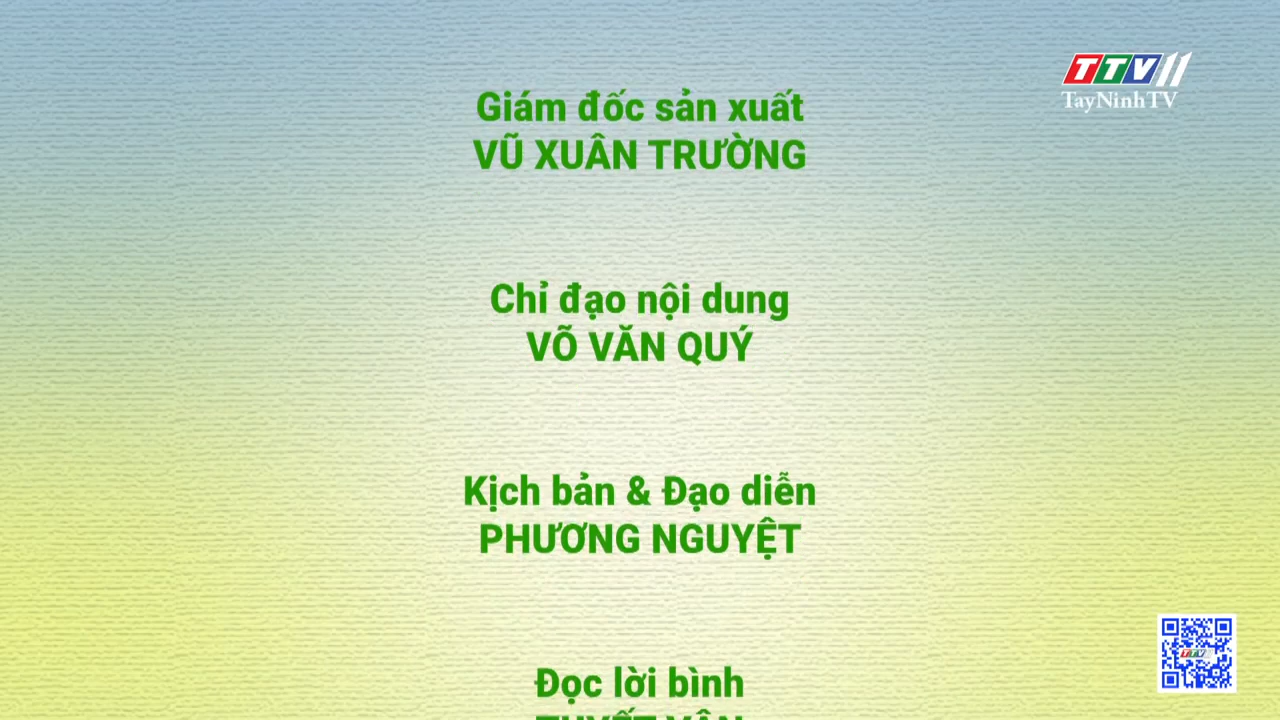 TTV11
TayNinhTV
Giám đốc sản xuất
VŨ XUÂN TRƯỜNG
Chỉ đạo nội dung
VÕ VĂN QUÝ
Kịch bản & Đạo diễn
PHƯƠNG NGUYỆT
Đọc lời bình
TTV